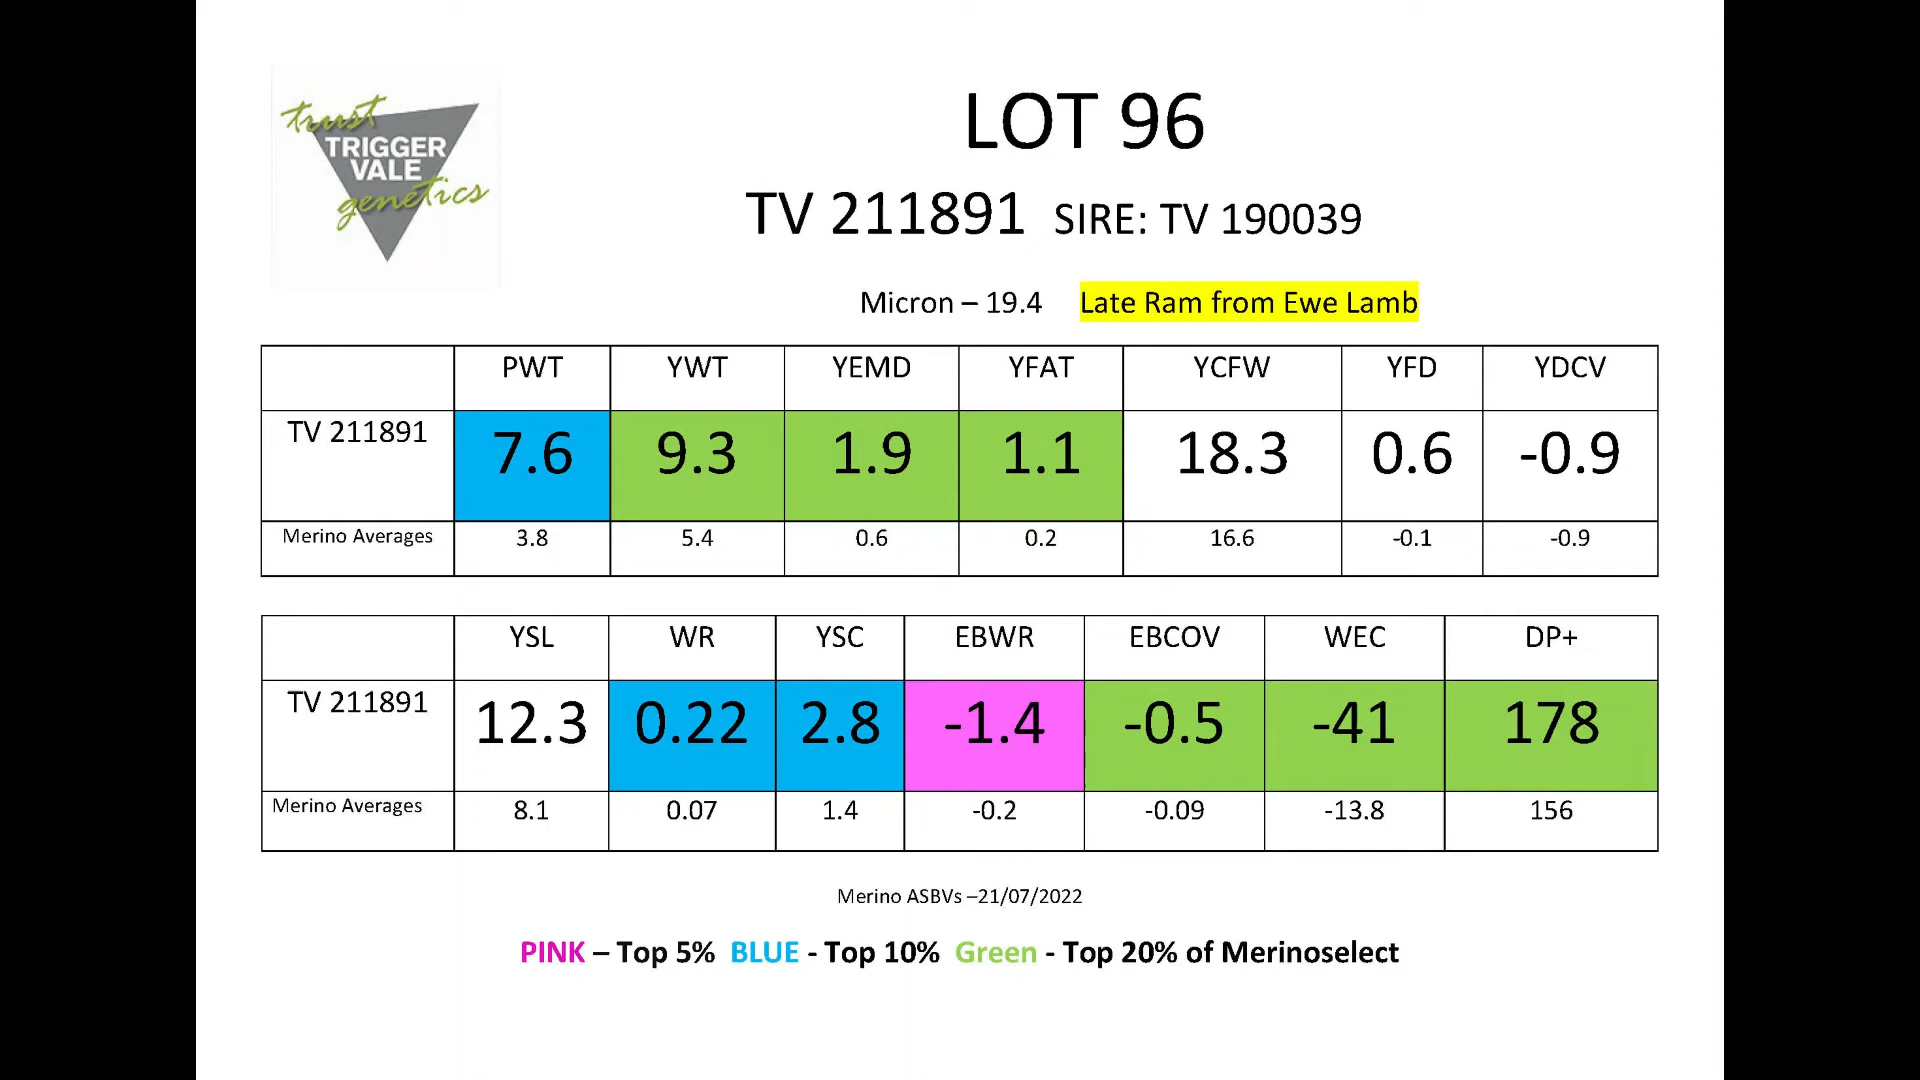 trust
TRIGGER
VALE
genetics
LOT 96
TV 211891 SIRE: TV 190039
Micron – 19.4 Late Ram from Ewe Lamb
PWT YWT YEMD YFAT YCFW YFD YDCV
TV 211891 7.6 9.3 1.9 1.1 18.3 0.6 -0.9
Merino Averages 3.8 5.4 0.6 0.2 16.6 -0.1 -0.9
YSL WR YSC EBWR EBCOV WEC DP+
TV 211891 12.3 0.22 2.8 -1.4 -0.5 -41 178
Merino Averages 8.1 0.07 1.4 -0.2 -0.09 -13.8 156
Merino ASBVs –21/07/2022
PINK – Top 5% BLUE - Top 10% Green - Top 20% of Merinoselect